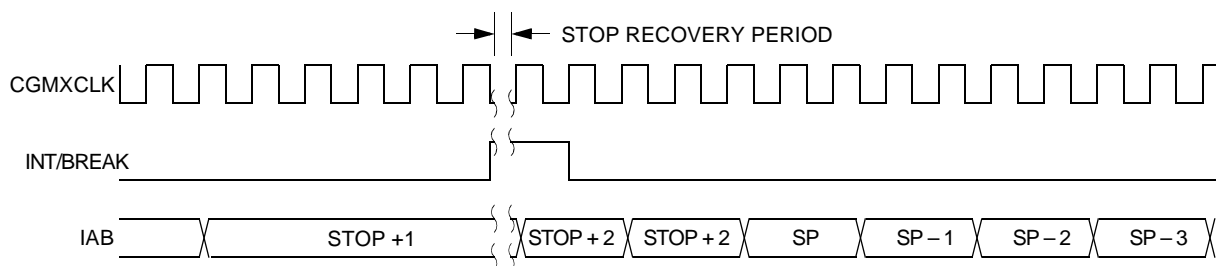 STOP RECOVERY PERIOD
CGMXCLK
INT/BREAK
IAB STOP +1 STOP + 2 STOP + 2 SP SP – 1 SP – 2 SP – 3